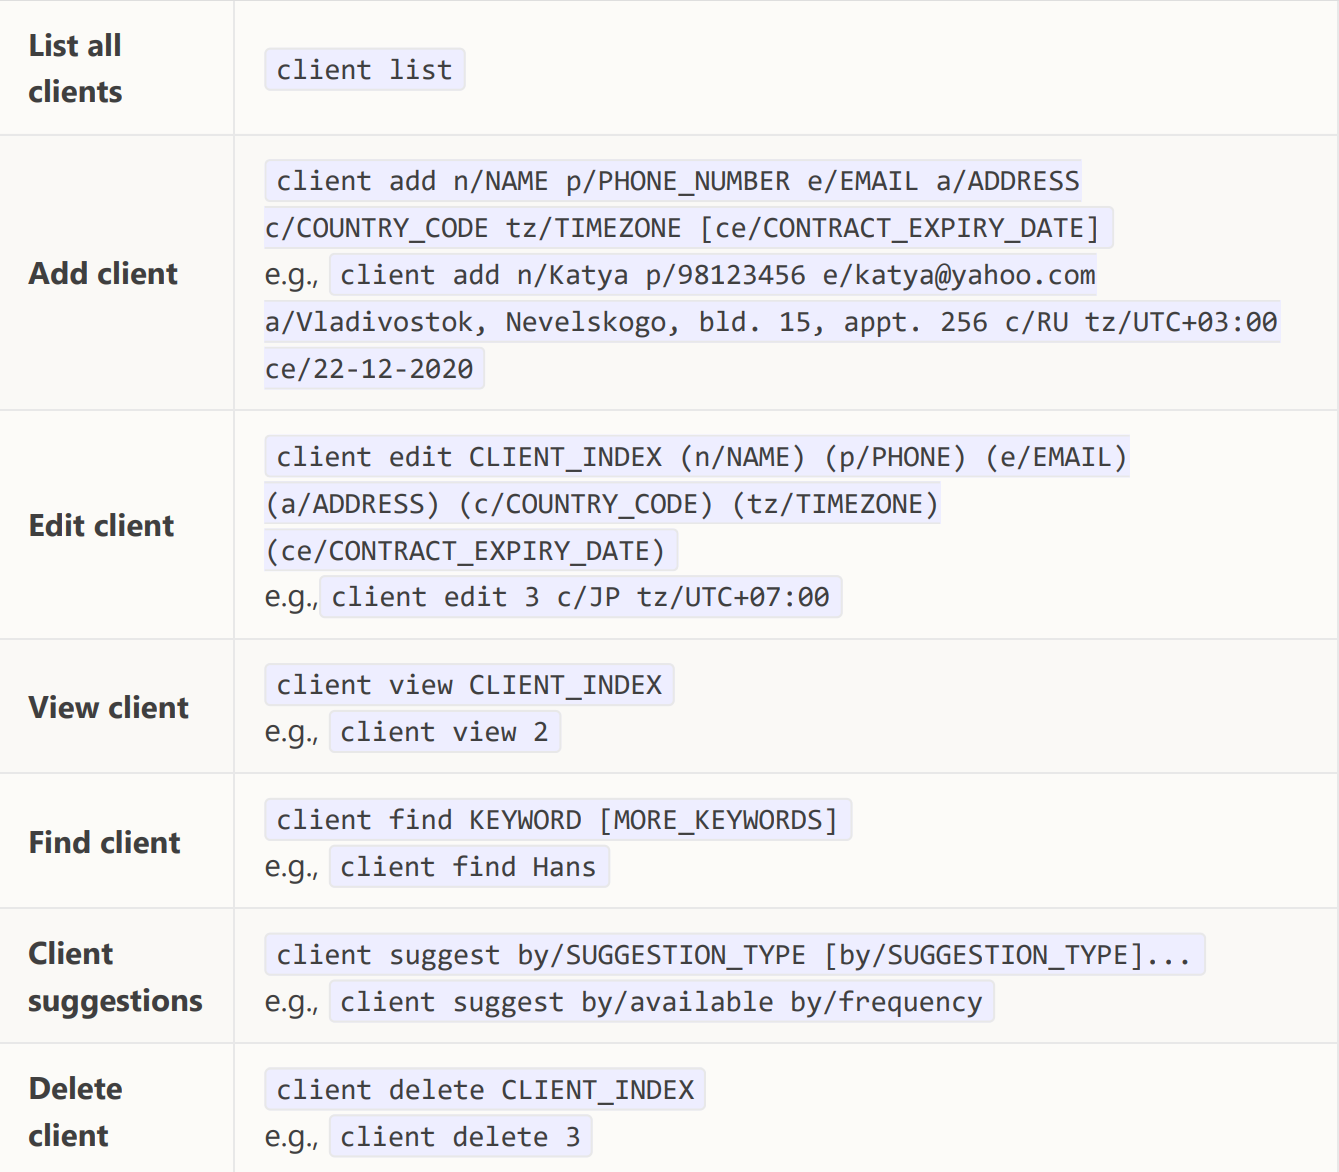 List all
clients
client list
Add client
client add n/NAME p/PHONE_NUMBER e/EMAIL a/ADDRESS
c/COUNTRY_CODE tz/TIMEZONE [ce/CONTRACT_EXPIRY_DATE]
e.g., client add n/Katya p/98123456 e/katya@yahoo.com
a/Vladivostok, Nevelskogo, bld. 15, appt. 256 c/RU tz/UTC+03:00
ce/22-12-2020
Edit client
client edit CLIENT_INDEX (n/NAME) (p/PHONE) (e/EMAIL)
(a/ADDRESS) (c/COUNTRY_CODE) (tz/TIMEZONE)
(ce/CONTRACT_EXPIRY_DATE)
e.g., client edit 3 c/JP tz/UTC+07:00
View client
client view CLIENT_INDEX
e.g., client view 2
Find client
client find KEYWORD [MORE_KEYWORDS]
e.g., client find Hans
Client
suggestions
client suggest by/SUGGESTION_TYPE [by/SUGGESTION_TYPE]...
e.g., client suggest by/available by/frequency
Delete
client
client delete CLIENT_INDEX
e.g., client delete 3